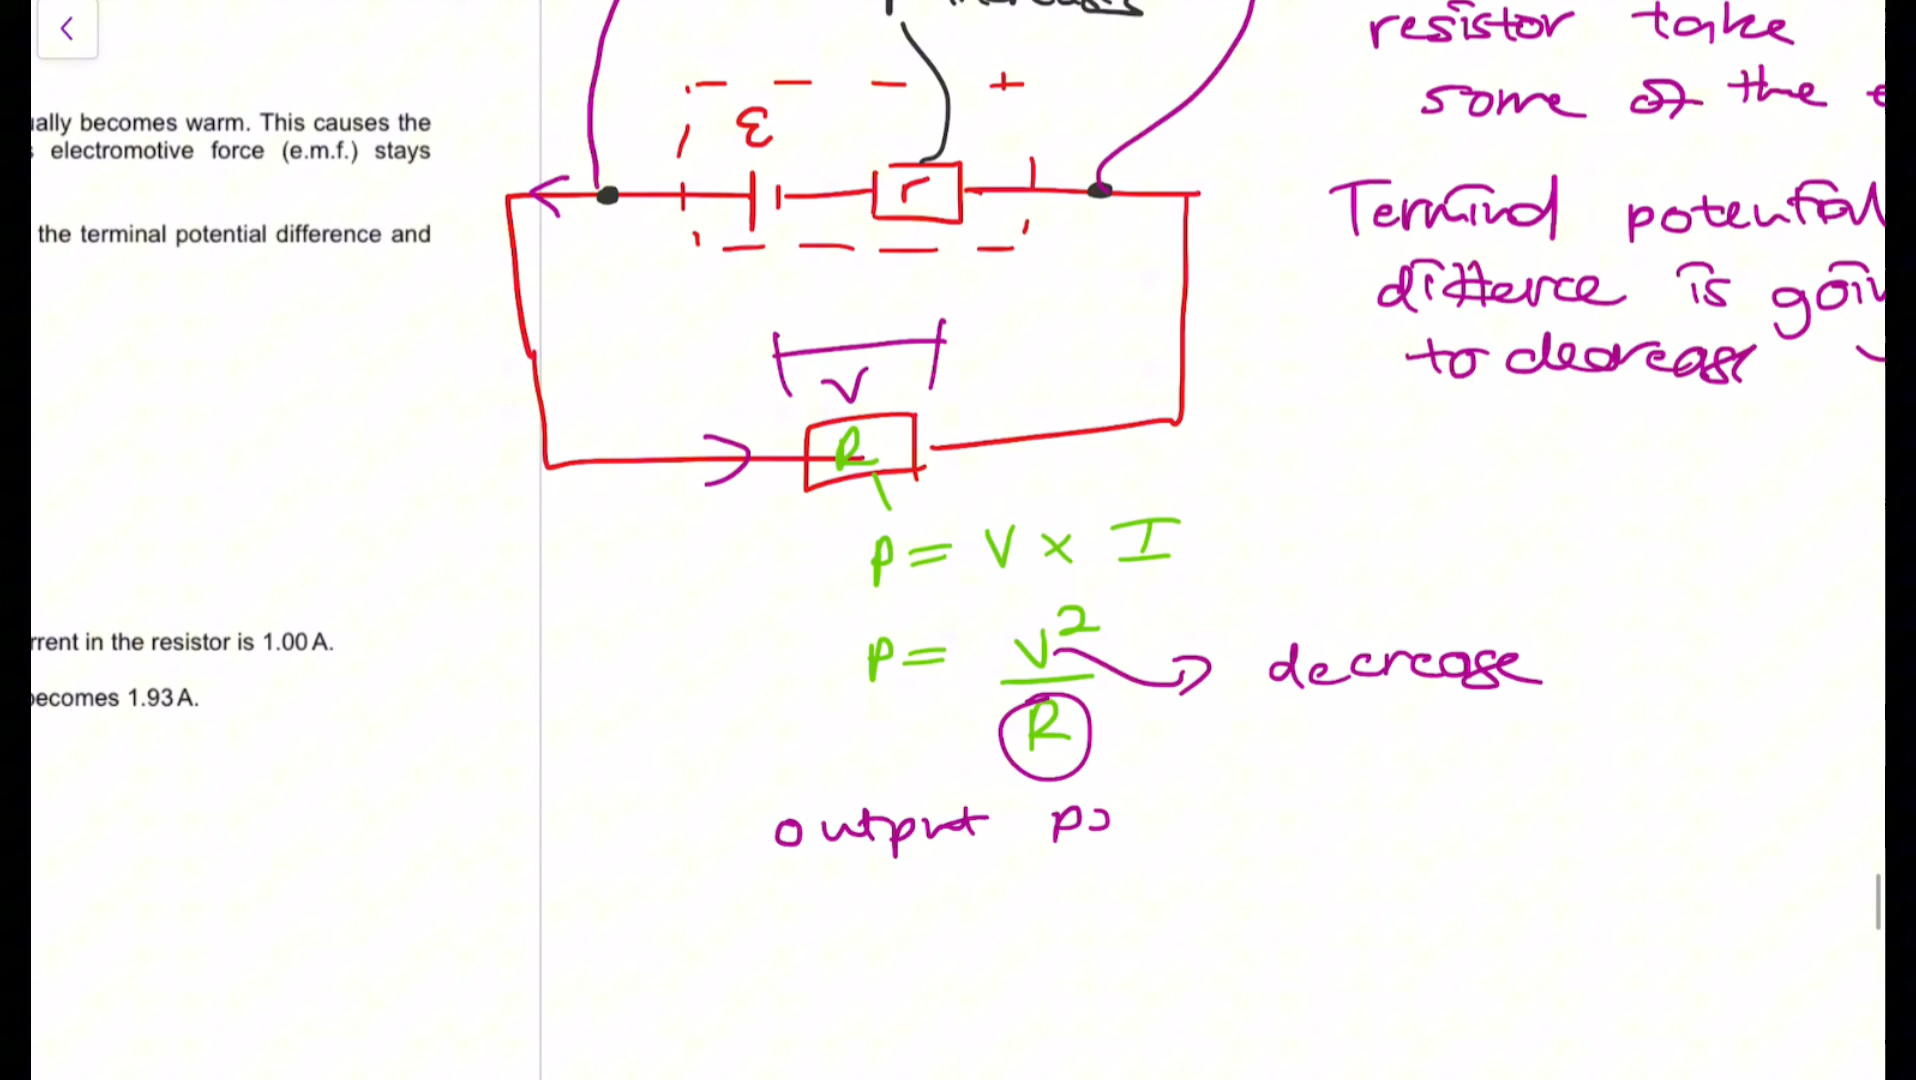 ally becomes warm. This causes the
electromotive force (e.m.f.) stays
the terminal potential difference and
rrent in the resistor is 1.00 A.
ecomes 1.93 A.
ε
r
V
R
P = V × I
P = V²
R
decrease
output po
resistor take
some of the
Terminal potential
difference is goin
to decrease